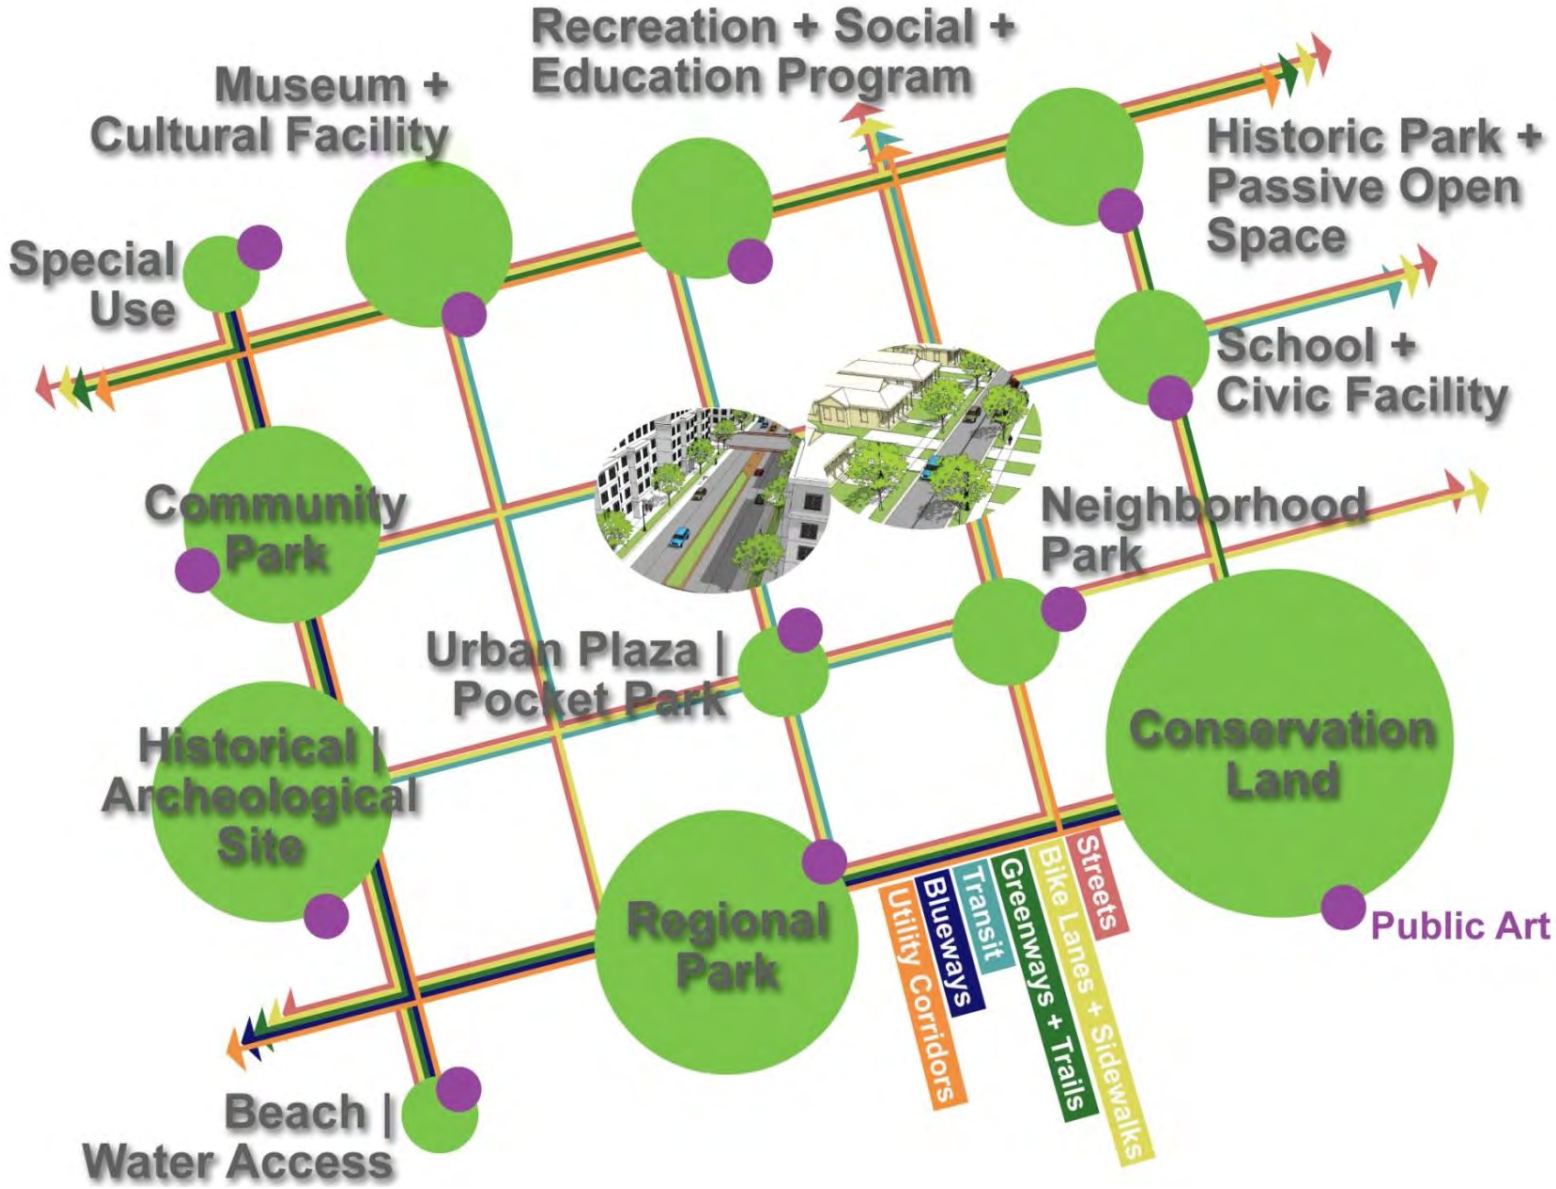 Recreation + Social +
Education Program
Museum +
Cultural Facility
Historic Park +
Passive Open
Space
Special
Use
School +
Civic Facility
Community
Park
Neighborhood
Park
Urban Plaza |
Pocket Park
Historical |
Archeological
Site
Conservation
Land
Regional
Park
Public Art
Utility Corridors
Blueways
Transit
Greenways + Trails
Bike Lanes + Sidewalks
Streets
Beach |
Water Access